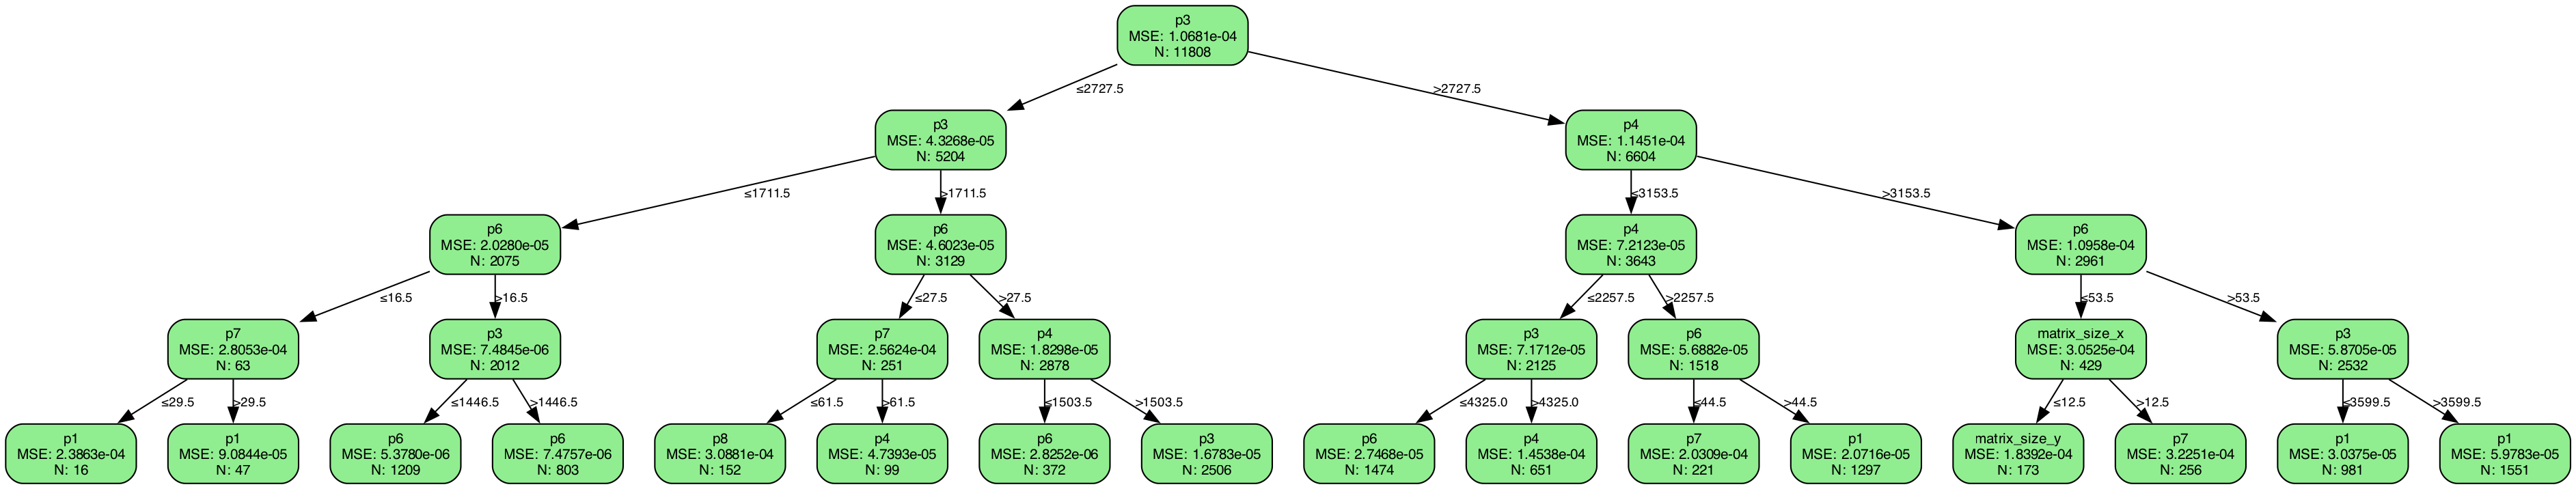 p3
MSE: 1.0681e-04
N: 11808
≤2727.5
>2727.5
p3
MSE: 4.3268e-05
N: 5204
p4
MSE: 1.1451e-04
N: 6604
≤1711.5
>1711.5
≤3153.5
>3153.5
p6
MSE: 2.0280e-05
N: 2075
p6
MSE: 4.6023e-05
N: 3129
p4
MSE: 7.2123e-05
N: 3643
p6
MSE: 1.0958e-04
N: 2961
≤16.5
>16.5
≤27.5
>27.5
≤2257.5
>2257.5
≤53.5
>53.5
p7
MSE: 2.8053e-04
N: 63
p3
MSE: 7.4845e-06
N: 2012
p7
MSE: 2.5624e-04
N: 251
p4
MSE: 1.8298e-05
N: 2878
p3
MSE: 7.1712e-05
N: 2125
p6
MSE: 5.6882e-05
N: 1518
matrix_size_x
MSE: 3.0525e-04
N: 429
p3
MSE: 5.8705e-05
N: 2532
≤29.5
>29.5
≤1446.5
>1446.5
≤61.5
>61.5
≤1503.5
>1503.5
≤4325.0
>4325.0
≤44.5
>44.5
≤12.5
>12.5
≤3599.5
>3599.5
p1
MSE: 2.3863e-04
N: 16
p1
MSE: 9.0844e-05
N: 47
p6
MSE: 5.3780e-06
N: 1209
p6
MSE: 7.4757e-06
N: 803
p8
MSE: 3.0881e-04
N: 152
p4
MSE: 4.7393e-05
N: 99
p6
MSE: 2.8252e-06
N: 372
p3
MSE: 1.6783e-05
N: 2506
p6
MSE: 2.7468e-05
N: 1474
p4
MSE: 1.4538e-04
N: 651
p7
MSE: 2.0309e-04
N: 221
p1
MSE: 2.0716e-05
N: 1297
matrix_size_y
MSE: 1.8392e-04
N: 173
p7
MSE: 3.2251e-04
N: 256
p1
MSE: 3.0375e-05
N: 981
p1
MSE: 5.9783e-05
N: 1551